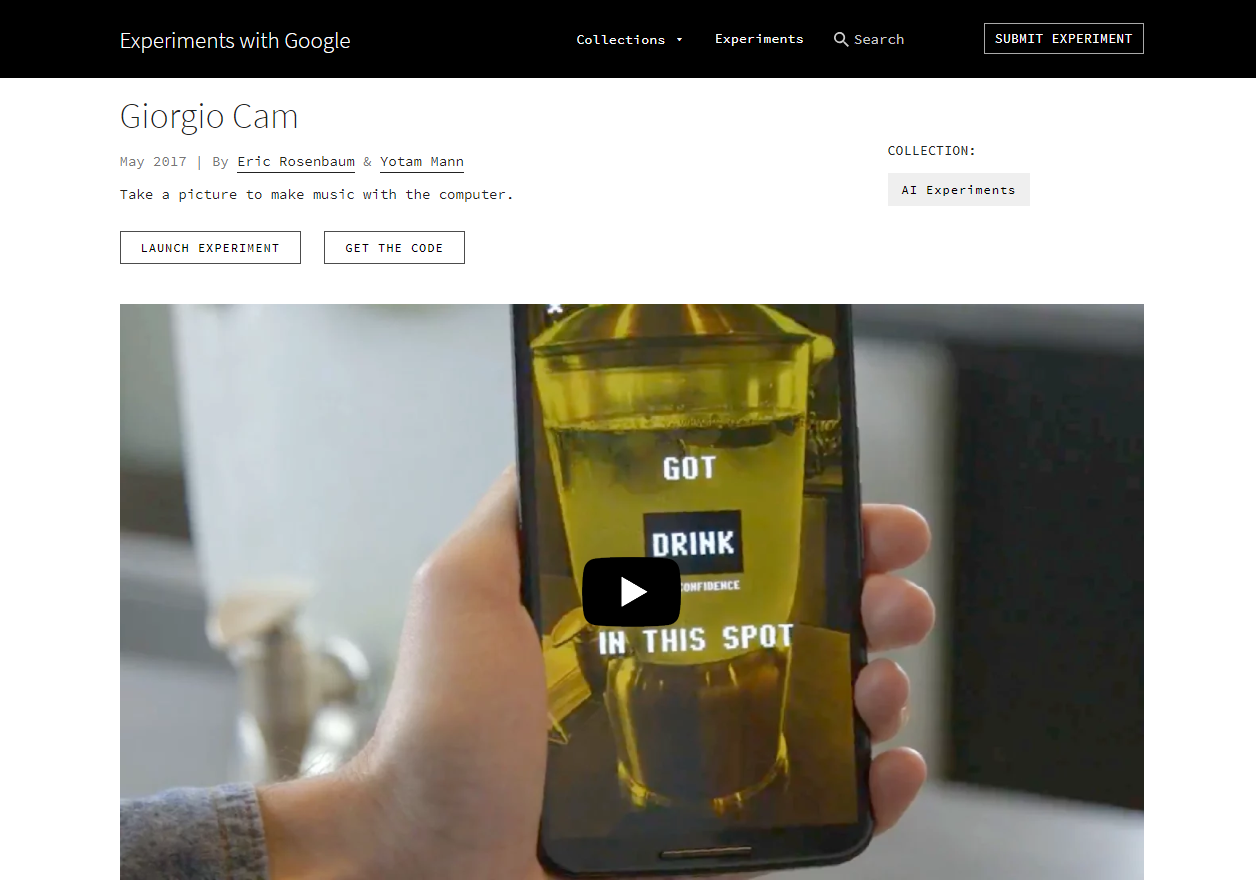 Experiments with Google
Collections
Experiments
Search
SUBMIT EXPERIMENT
Giorgio Cam
May 2017 | By Eric Rosenbaum & Yotam Mann
COLLECTION:
Take a picture to make music with the computer.
AI Experiments
LAUNCH EXPERIMENT
GET THE CODE
GOT
DRINK
IN THIS SPOT